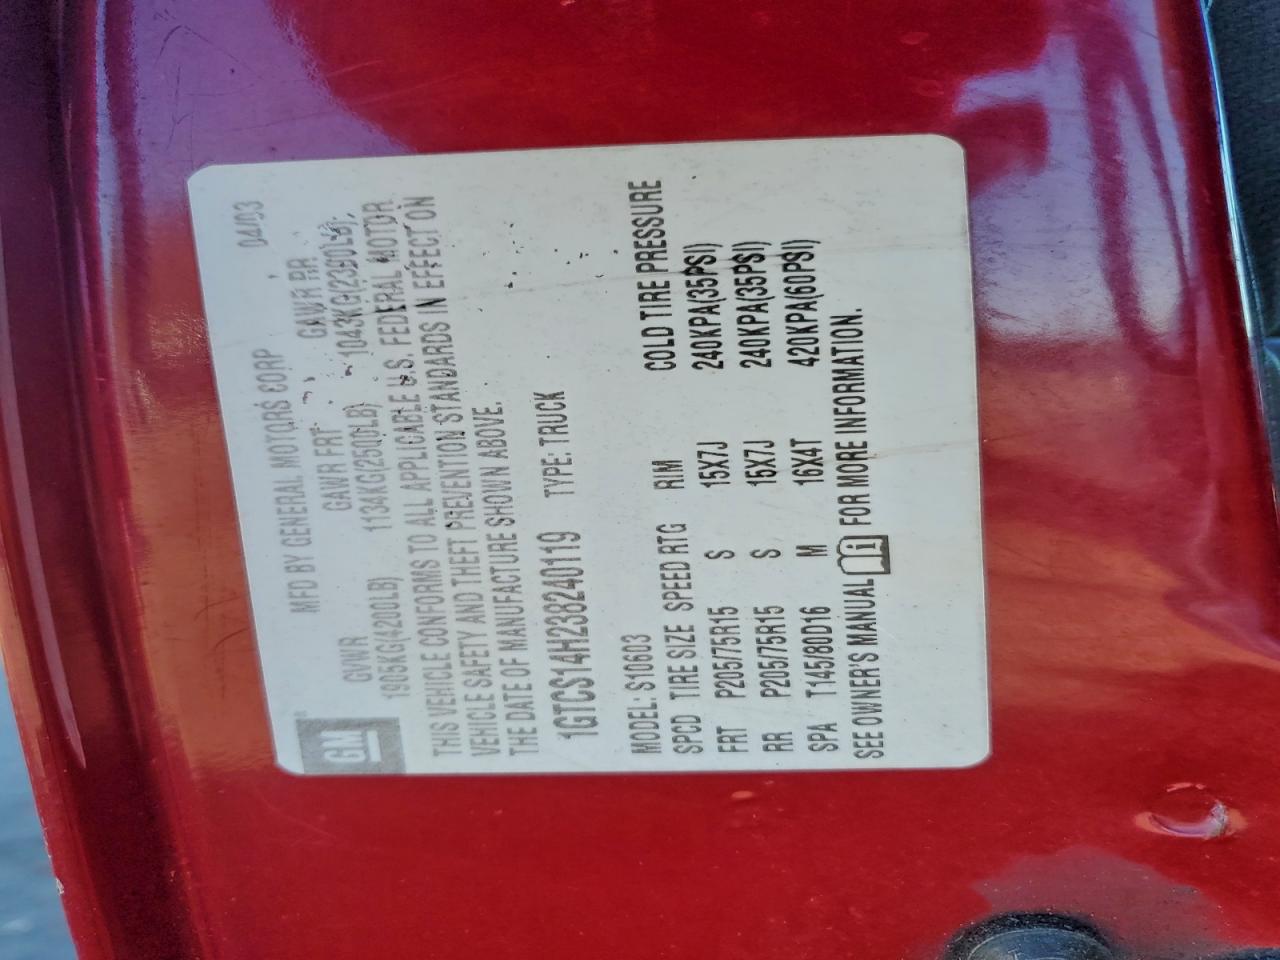 GM
MFD BY GENERAL MOTORS CORP 04/03
GVWR GAWR FRT GAWR RR
1905KG(4200LB) 1134KG(2500LB) 1043KG(2300LB)
THIS VEHICLE CONFORMS TO ALL APPLICABLE U.S. FEDERAL MOTOR
VEHICLE SAFETY AND THEFT PREVENTION STANDARDS IN EFFECT ON
THE DATE OF MANUFACTURE SHOWN ABOVE.
1GTCS14H238240119 TYPE: TRUCK
MODEL: S10603
SPCD TIRE SIZE SPEED RTG RIM COLD TIRE PRESSURE
FRT P205/75R15 S 15X7J 240KPA(35PSI)
RR P205/75R15 S 15X7J 240KPA(35PSI)
SPA T145/80D16 M 16X4T 420KPA(60PSI)
SEE OWNER'S MANUAL i FOR MORE INFORMATION.